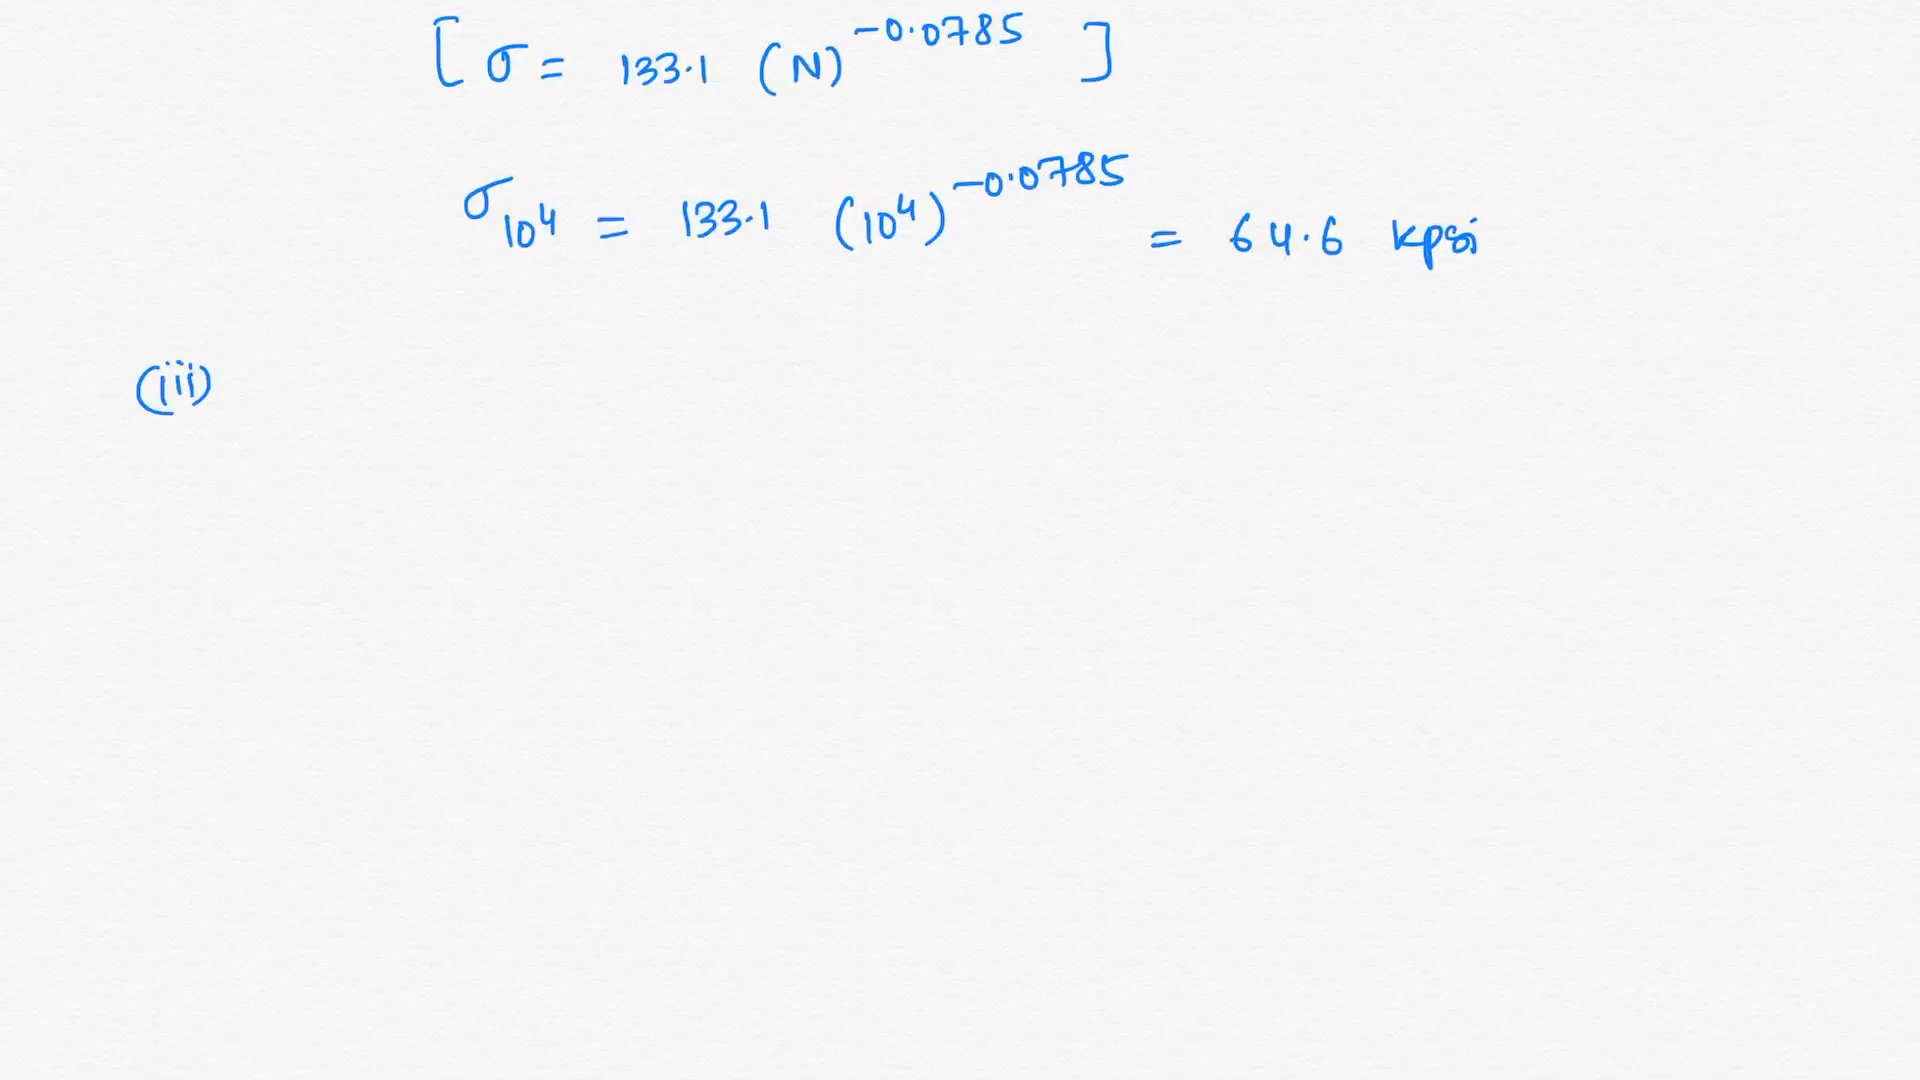 [ σ = 133.1 (N)^-0.0785 ]
σ_10^4 = 133.1 (10^4)^-0.0785 = 64.6 kpsi
(iii)